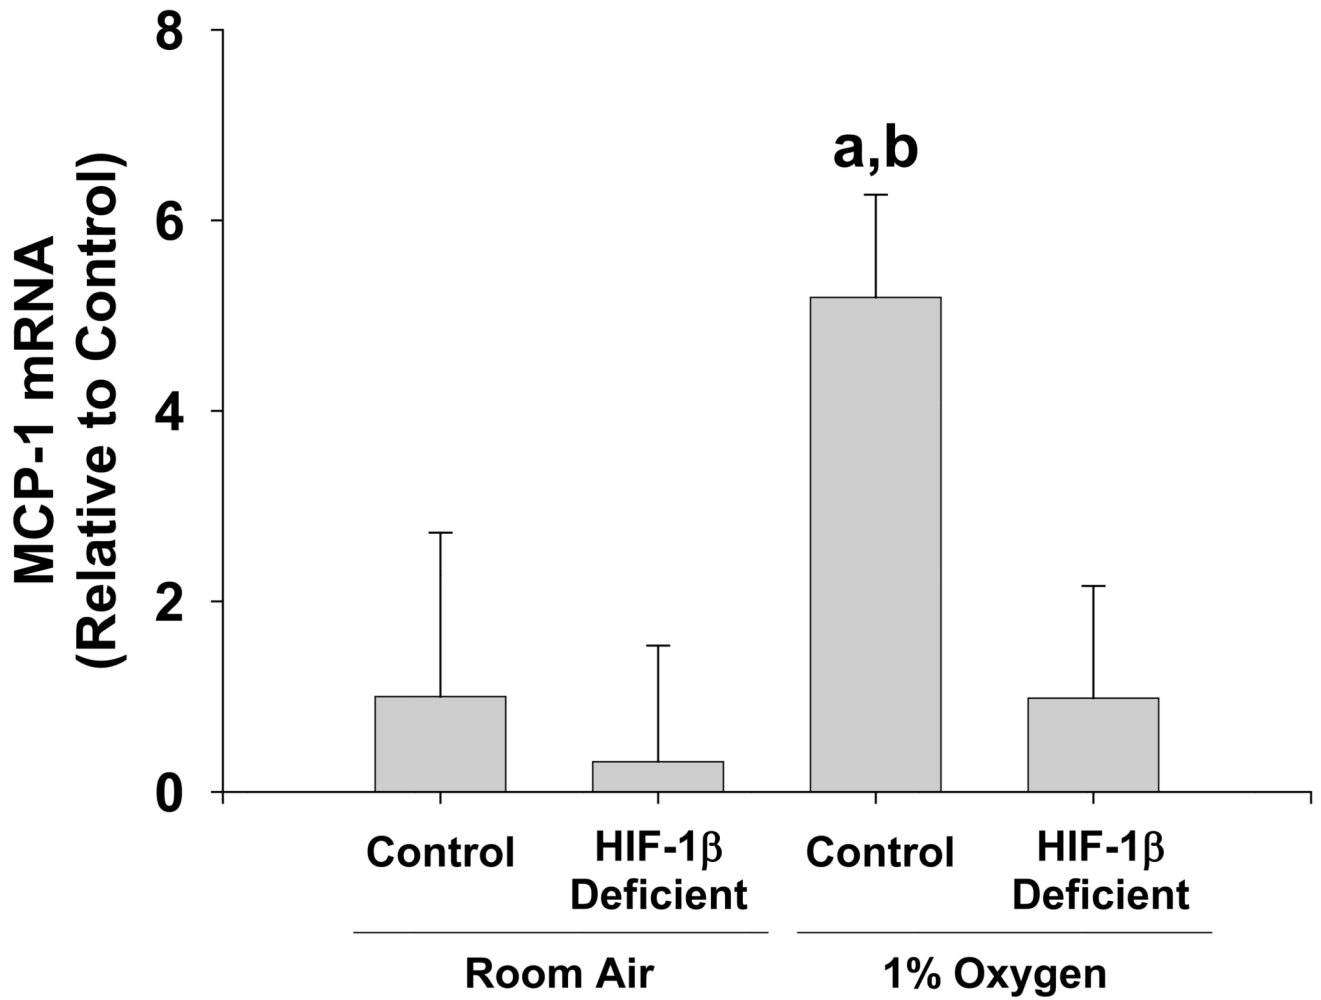 MCP-1 mRNA
(Relative to Control)
8
6
4
2
0
a,b
Control
HIF-1β
Deficient
Control
HIF-1β
Deficient
Room Air
1% Oxygen